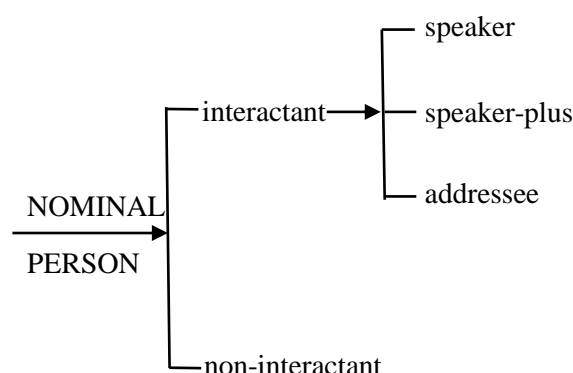 speaker
interactant
speaker-plus
addressee
NOMINAL
PERSON
non-interactant